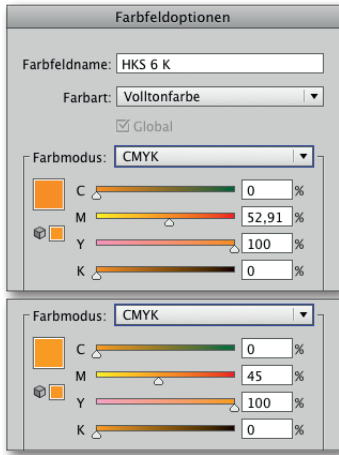 Farbfeldoptionen
Farbfeldname: HKS 6 K
Farbart: Volltonfarbe
Global
Farbmodus: CMYK
C 0 %
M 52,91 %
Y 100 %
K 0 %
Farbmodus: CMYK
C 0 %
M 45 %
Y 100 %
K 0 %